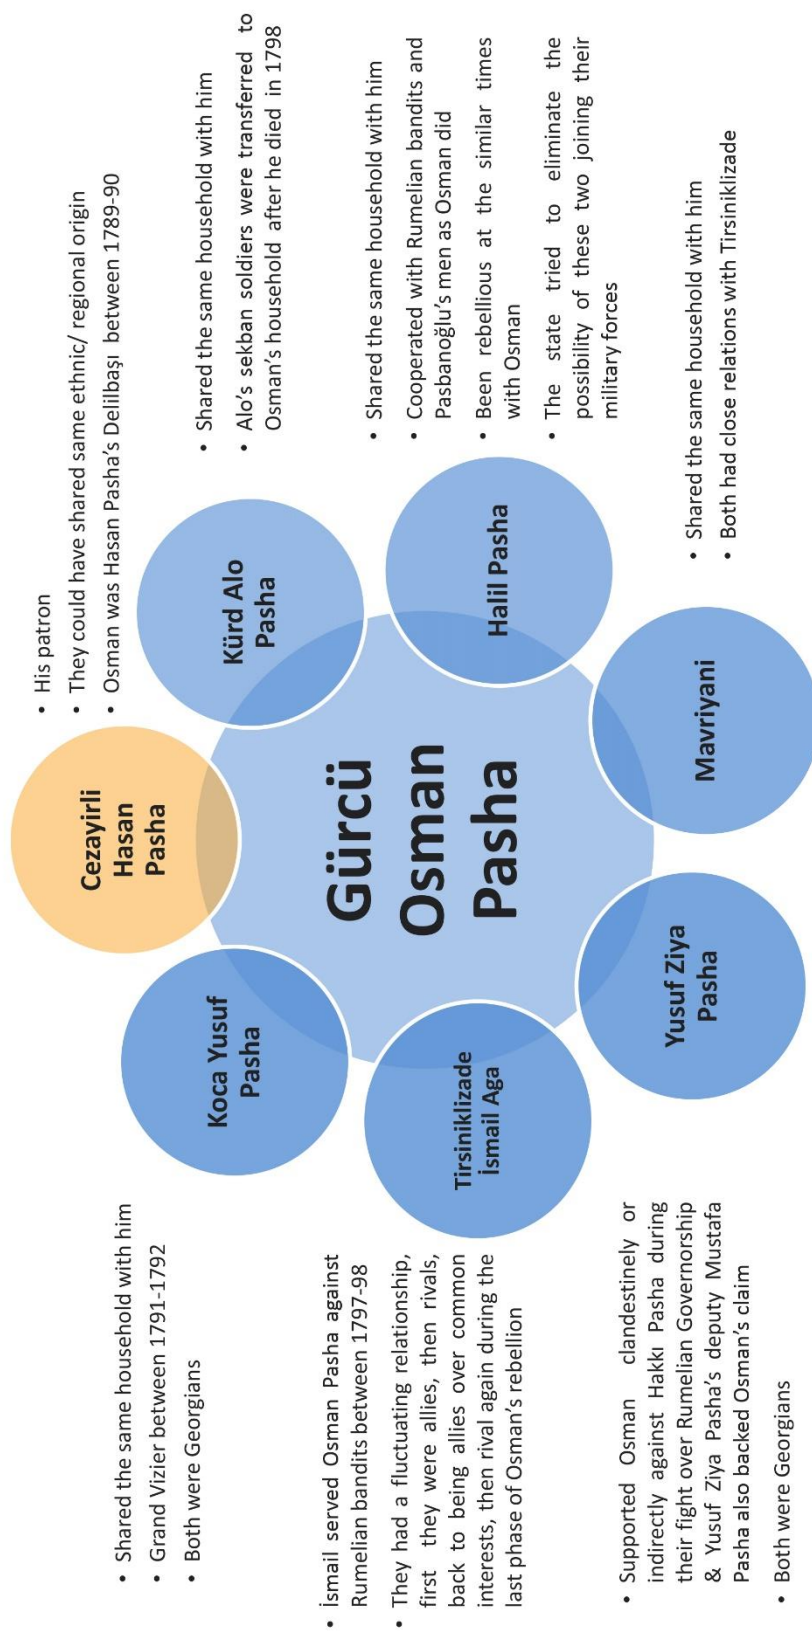 • His patron
• They could have shared same ethnic/ regional origin
• Osman was Hasan Pasha's Delilbaşı between 1789-90
Cezayirli
Hasan
Pasha
• Shared the same household with him
• Alo's sekban soldiers were transferred to
Osman's household after he died in 1798
Kürd Alo
Pasha
• Shared the same household with him
• Cooperated with Rumelian bandits and
Pasbanoğlu's men as Osman did
• Been rebellious at the similar times
with Osman
• The state tried to eliminate the
possibility of these two joining their
military forces
Halil Pasha
• Shared the same household with him
• Both had close relations with Tirsiniklizade
Mavriyani
Gürcü
Osman
Pasha
• Shared the same household with him
• Grand Vizier between 1791-1792
• Both were Georgians
Koca Yusuf
Pasha
• İsmail served Osman Pasha against
Rumelian bandits between 1797-98
• They had a fluctuating relationship,
first they were allies, then rivals,
back to being allies over common
interests, then rival again during the
last phase of Osman's rebellion
Tirsiniklizade
İsmail Aga
• Supported Osman clandestinely or
indirectly against Hakkı Pasha during
their fight over Rumelian Governorship
& Yusuf Ziya Pasha's deputy Mustafa
Pasha also backed Osman's claim
• Both were Georgians
Yusuf Ziya
Pasha